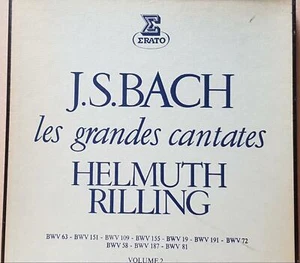 E
ERATO
J.S.BACH
les grandes cantates
HELMUTH
RILLING
BWV 63 - BWV 151 - BWV 109 - BWV 155 - BWV 19 - BWV 191 - BWV 72
BWV 58 - BWV 187 - BWV 81
VOLUME 2